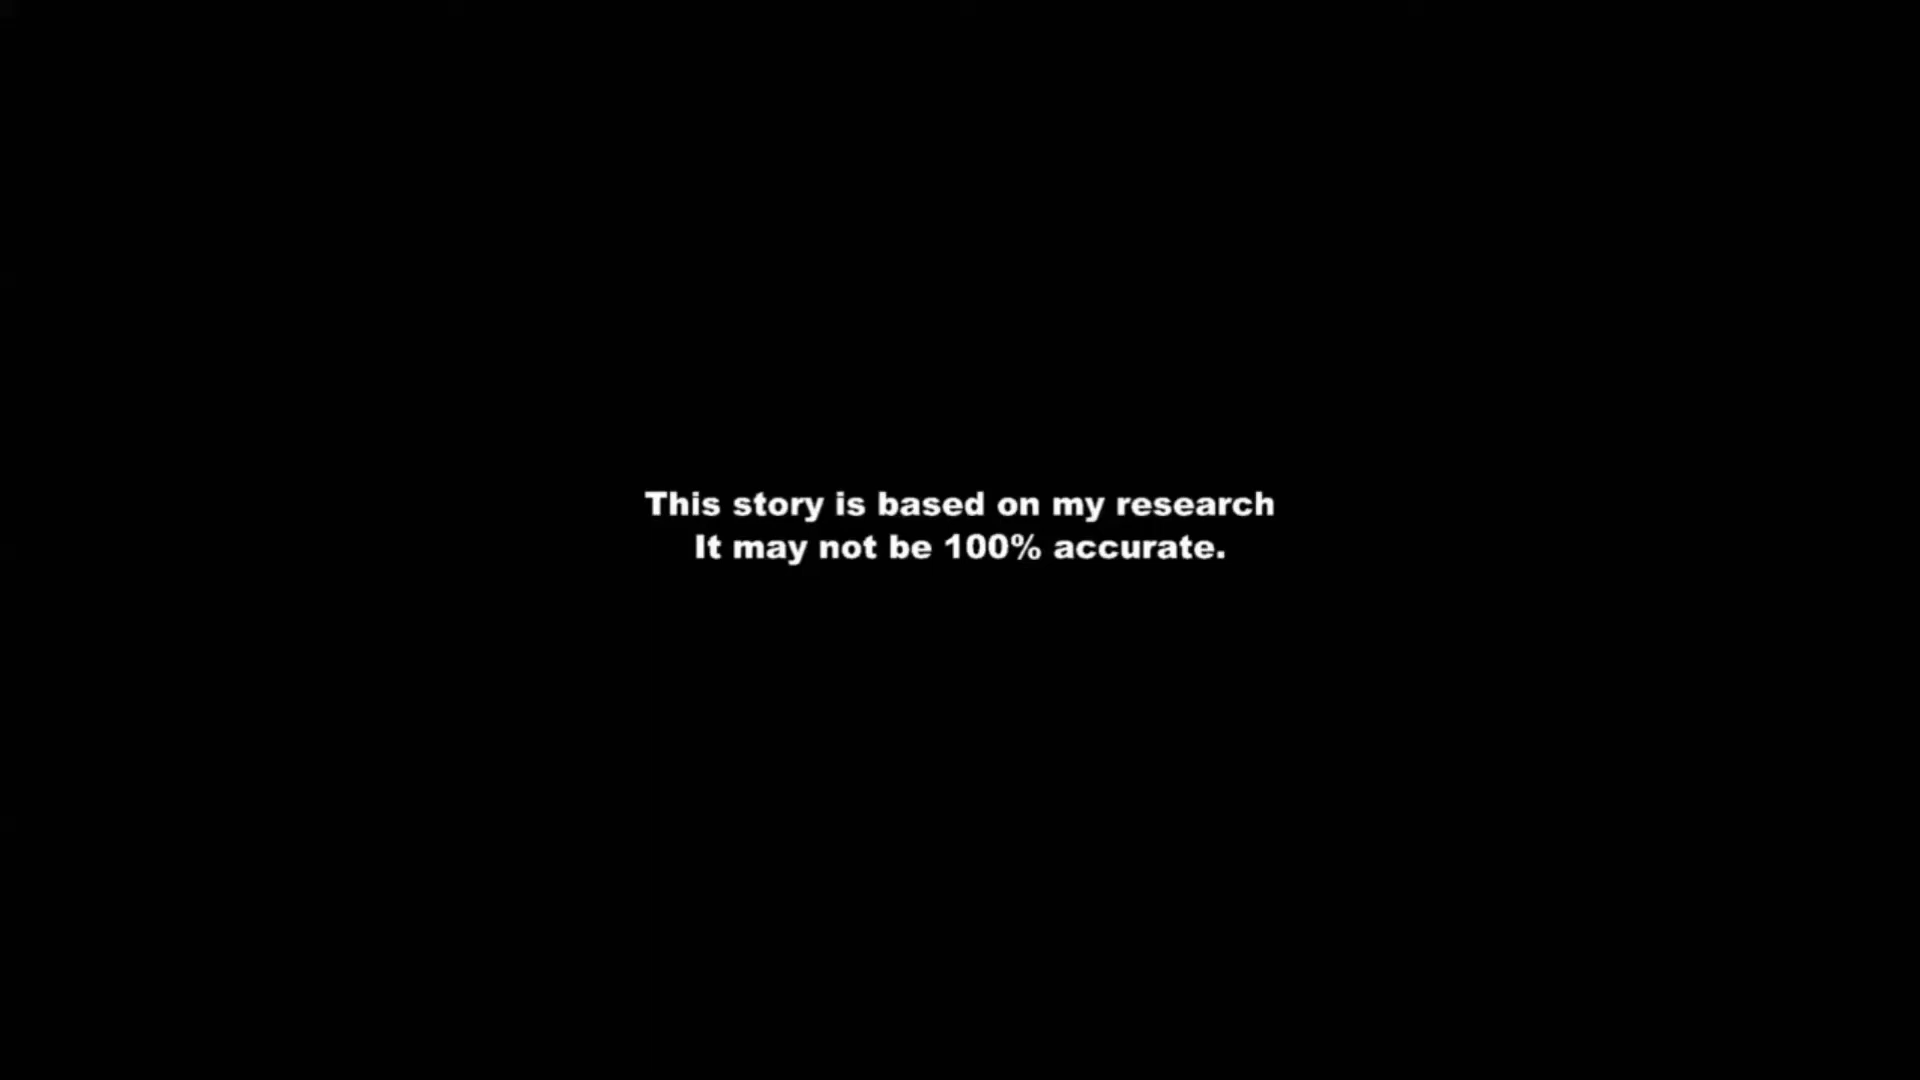 This story is based on my research
It may not be 100% accurate.